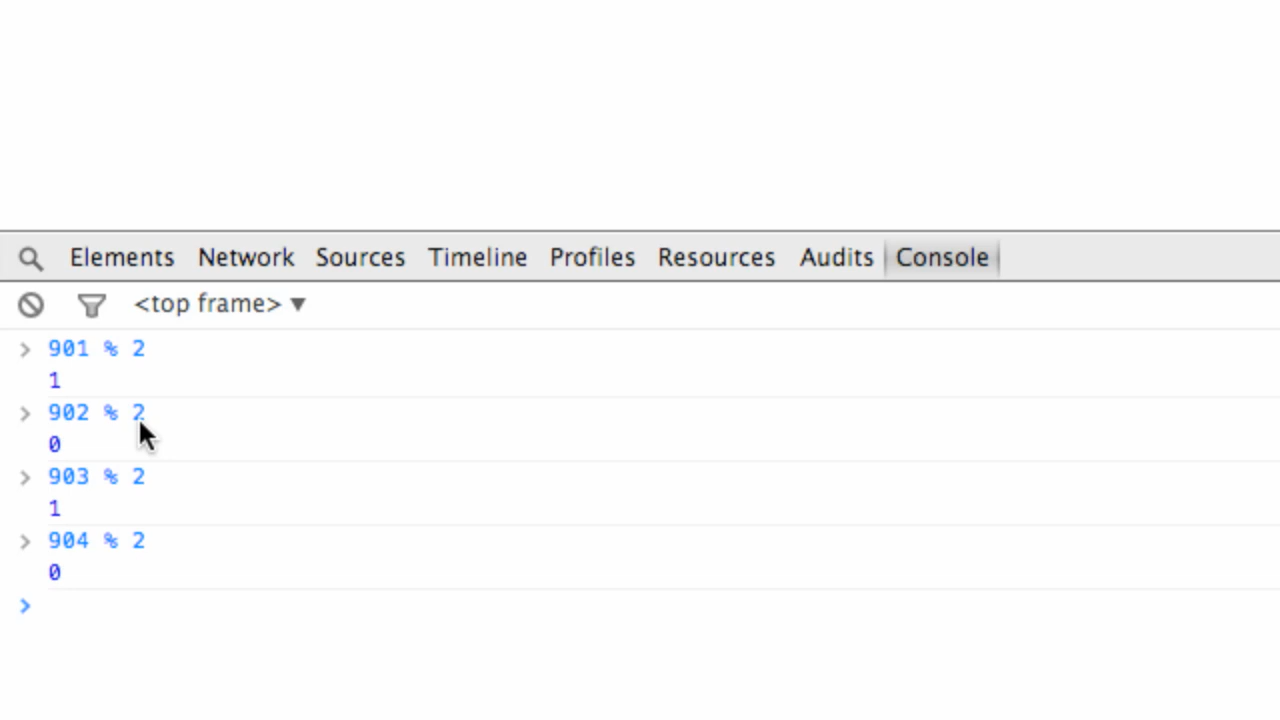 Elements Network Sources Timeline Profiles Resources Audits Console
<top frame>
901 % 2
1
902 % 2
0
903 % 2
1
904 % 2
0